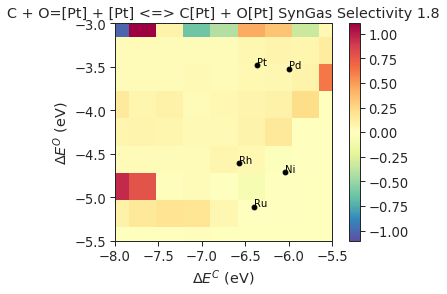 C + O=[Pt] + [Pt] <=> C[Pt] + O[Pt] SynGas Selectivity 1.8
−3.0
−3.5
−4.0
−4.5
−5.0
−5.5
ΔE^O (eV)
Pt
Pd
Rh
Ni
Ru
−8.0 −7.5 −7.0 −6.5 −6.0 −5.5
ΔE^C (eV)
1.00
0.75
0.50
0.25
0.00
−0.25
−0.50
−0.75
−1.00